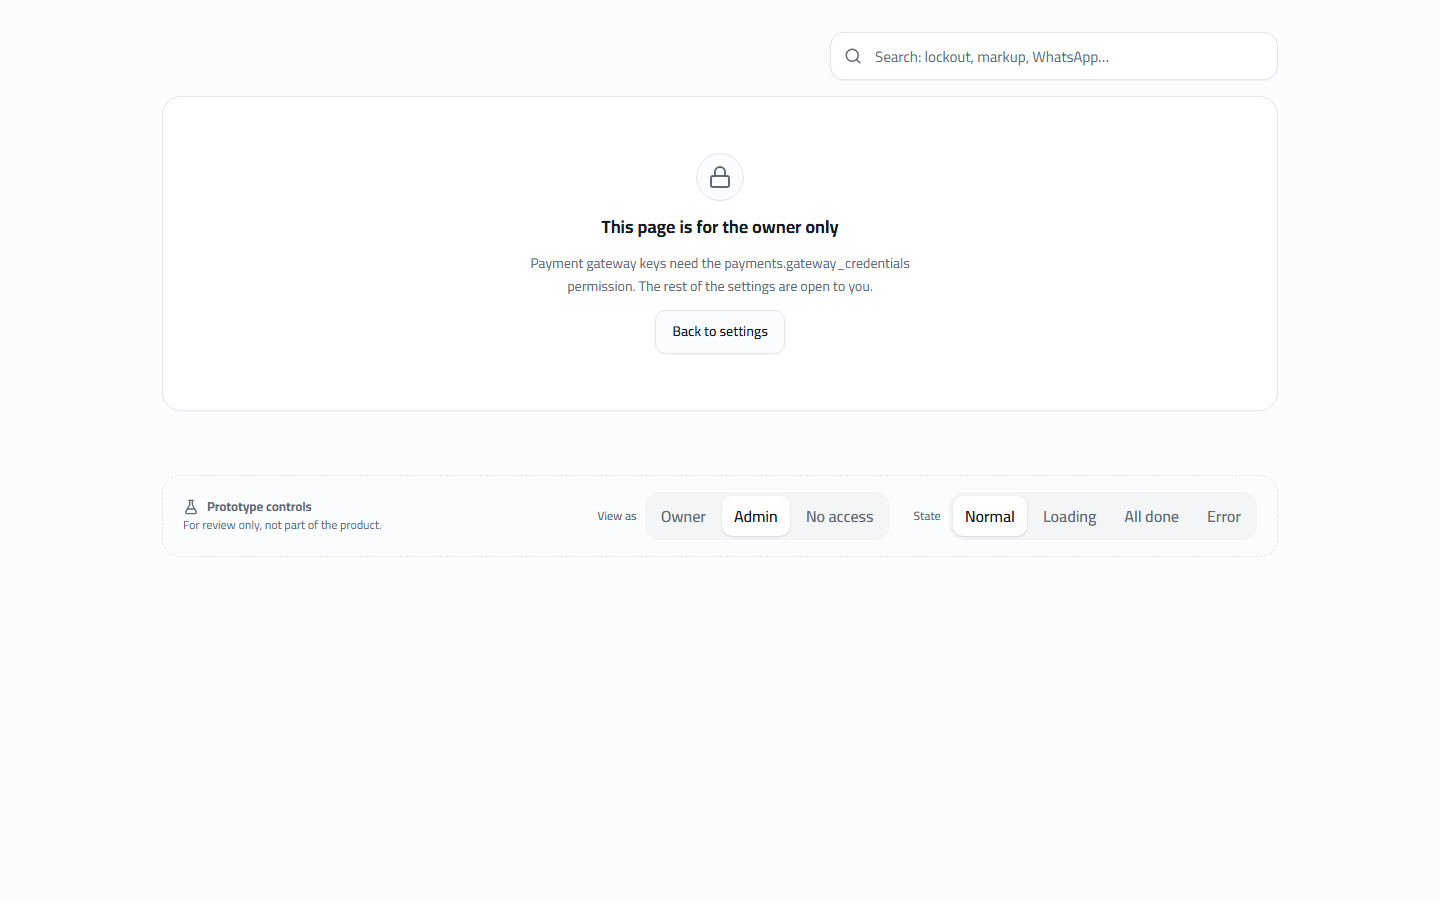 Search: lockout, markup, WhatsApp...
This page is for the owner only
Payment gateway keys need the payments.gateway_credentials
permission. The rest of the settings are open to you.
Back to settings
Prototype controls
For review only, not part of the product.
View as
Owner
Admin
No access
State
Normal
Loading
All done
Error